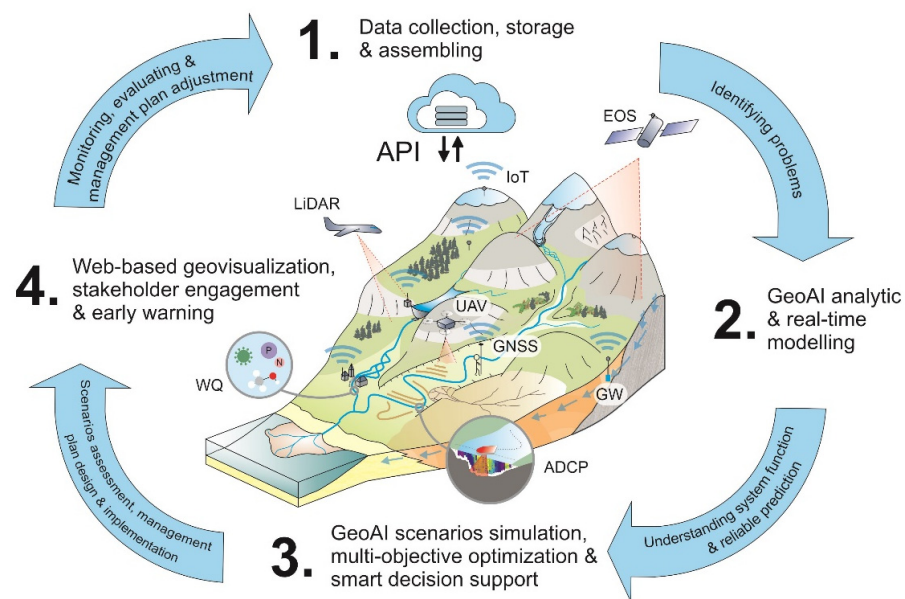 1.
Data collection, storage
& assembling
Identifying problems
2.
GeoAI analytic
& real-time
modelling
Understanding system function
& reliable prediction
3.
GeoAI scenarios simulation,
multi-objective optimization &
smart decision support
Scenarios assessment, management
plan design & implementation
4.
Web-based geovisualization,
stakeholder engagement
& early warning
Monitoring, evaluating &
management plan adjustment
API
EOS
IoT
LiDAR
UAV
GNSS
P
N
WQ
GW
ADCP